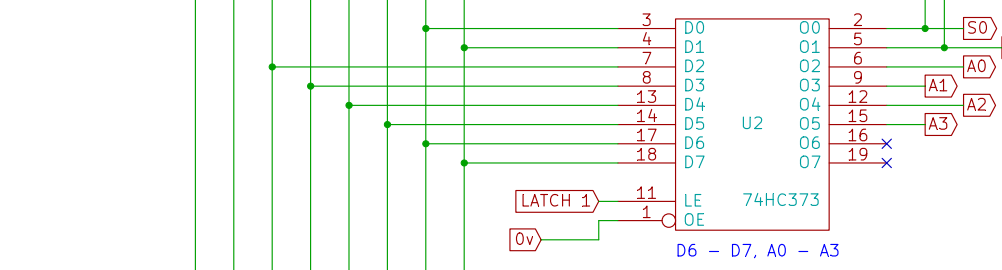 3 D0 O0 2 S0
4 D1 O1 5
7 D2 O2 6 A0
8 D3 O3 9 A1
13 D4 O4 12 A2
14 D5 U2 O5 15 A3
17 D6 O6 16
18 D7 O7 19
LATCH 1 11 LE 74HC373
1 OE
0v
D6 - D7, A0 - A3